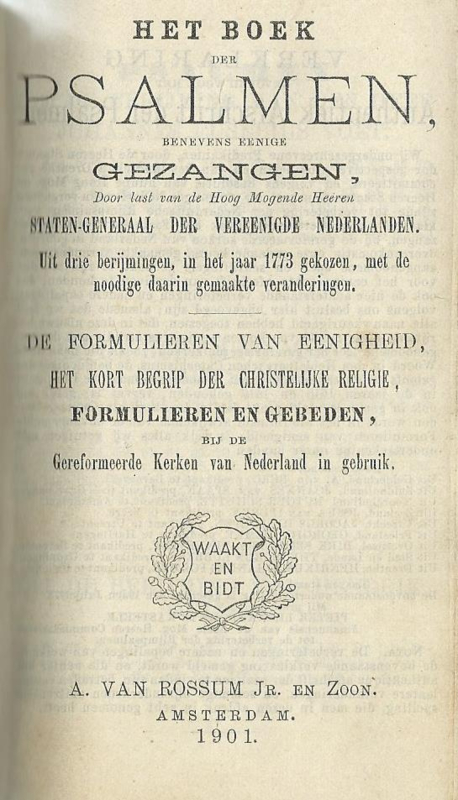 HET BOEK
DER
PSALMEN,
BENEVENS EENIGE
GEZANGEN,
Door last van de Hoog Mogende Heeren
STATEN-GENERAAL DER VEREENIGDE NEDERLANDEN.
Uit drie berijmingen, in het jaar 1773 gekozen, met de
noodige daarin gemaakte veranderingen.
DE FORMULIEREN VAN EENIGHEID,
HET KORT BEGRIP DER CHRISTELIJKE RELIGIE,
FORMULIEREN EN GEBEDEN,
BIJ DE
Gereformeerde Kerken van Nederland in gebruik.
WAAKT
EN
BIDT
A. VAN ROSSUM JR. EN ZOON.
AMSTERDAM.
1901.